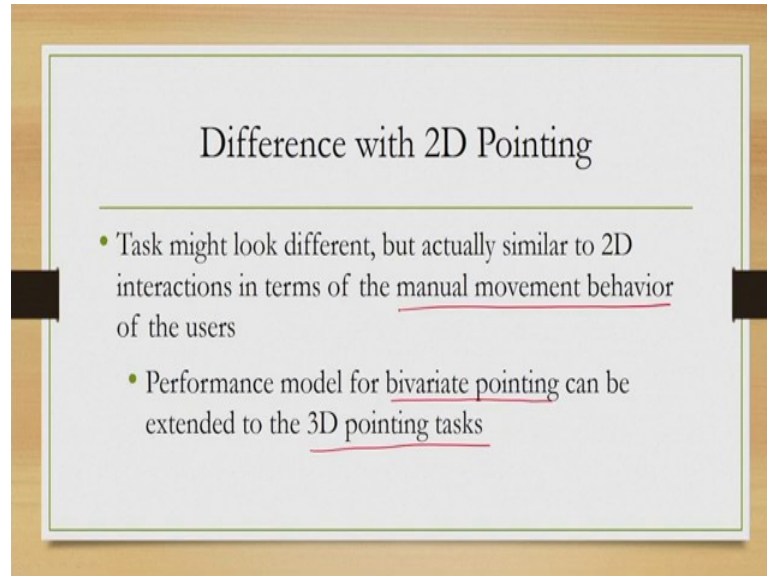 Difference with 2D Pointing
• Task might look different, but actually similar to 2D
interactions in terms of the manual movement behavior
of the users
• Performance model for bivariate pointing can be
extended to the 3D pointing tasks